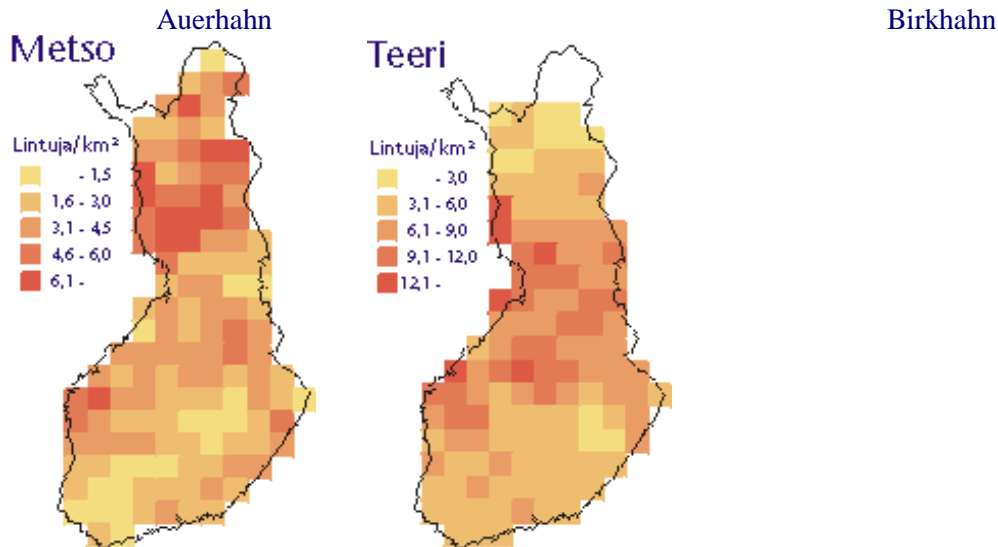 Auerhahn
Birkhahn
Metso
Lintuja/km²
- 1,5
1,6 - 3,0
3,1 - 4,5
4,6 - 6,0
6,1 -
Teeri
Lintuja/km²
- 3,0
3,1 - 6,0
6,1 - 9,0
9,1 - 12,0
12,1 -